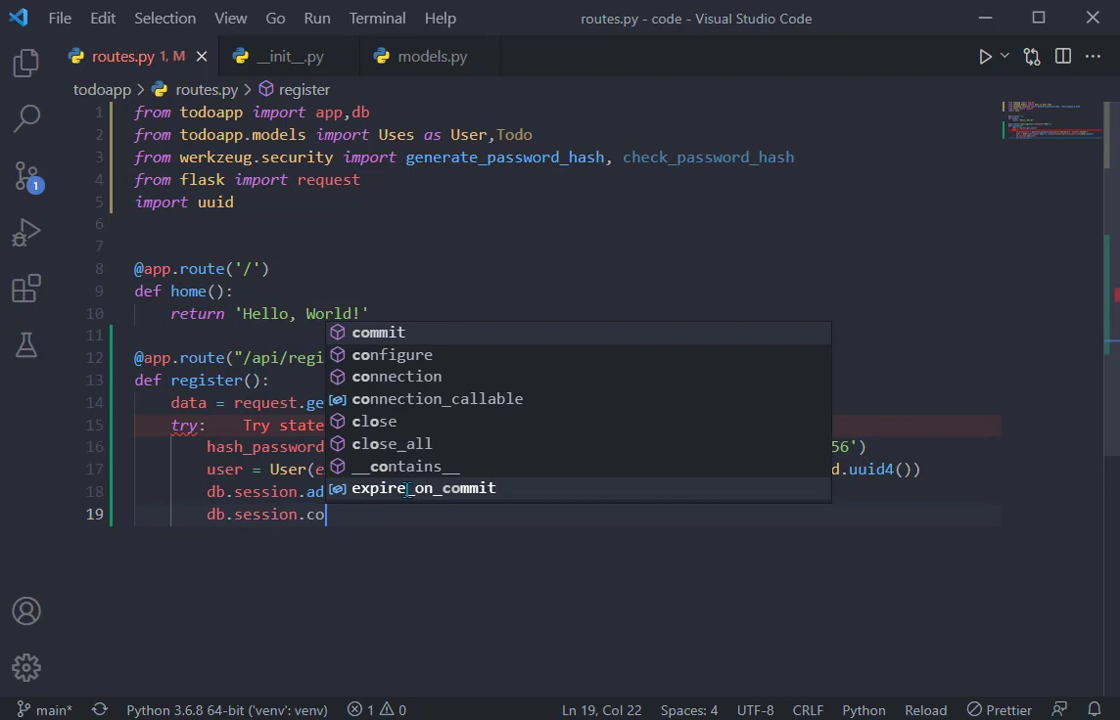 File Edit Selection View Go Run Terminal Help routes.py - code - Visual Studio Code
routes.py 1, M __init__.py models.py
todoapp > routes.py > register
1 from todoapp import app,db
2 from todoapp.models import Uses as User,Todo
3 from werkzeug.security import generate_password_hash, check_password_hash
4 from flask import request
5 import uuid
6
7
8 @app.route('/')
9 def home():
10 return 'Hello, World!'
11
12 @app.route("/api/regi
13 def register():
14 data = request.ge
15 try: Try state
16 hash_password 56')
17 user = User(e d.uuid4())
18 db.session.ad
19 db.session.co
commit
configure
connection
connection_callable
close
close_all
__contains__
expire_on_commit
1
main* Python 3.6.8 64-bit ('venv': venv) 1 0 Ln 19, Col 22 Spaces: 4 UTF-8 CRLF Python Reload Prettier